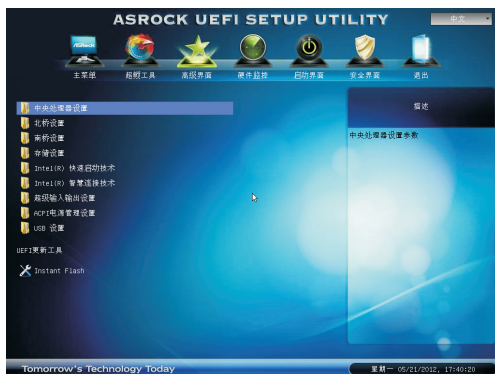 ASROCK UEFI SETUP UTILITY
中文
ASRock
主菜单 超频工具 高级界面 硬件监控 启动界面 安全界面 退出
中央处理器设置
北桥设置
南桥设置
存储设置
Intel(R) 快速启动技术
Intel(R) 智慧连接技术
超级输入输出设置
ACPI电源管理设置
USB 设置
UEFI更新工具
Instant Flash
描述
中央处理器设置参数
Tomorrow's Technology Today
星期一 05/21/2012, 17:40:20